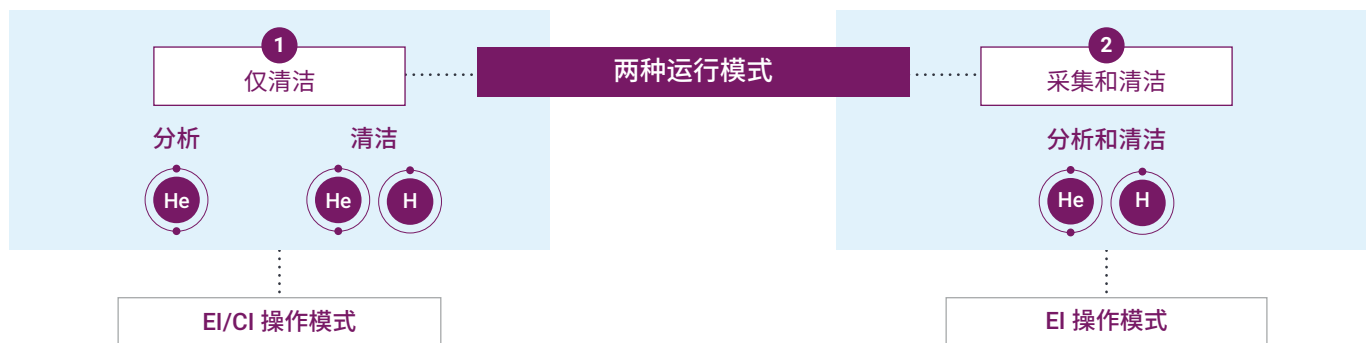 两种运行模式
1
仅清洁
分析
清洁
He
He
H
EI/CI 操作模式
2
采集和清洁
分析和清洁
He
H
EI 操作模式